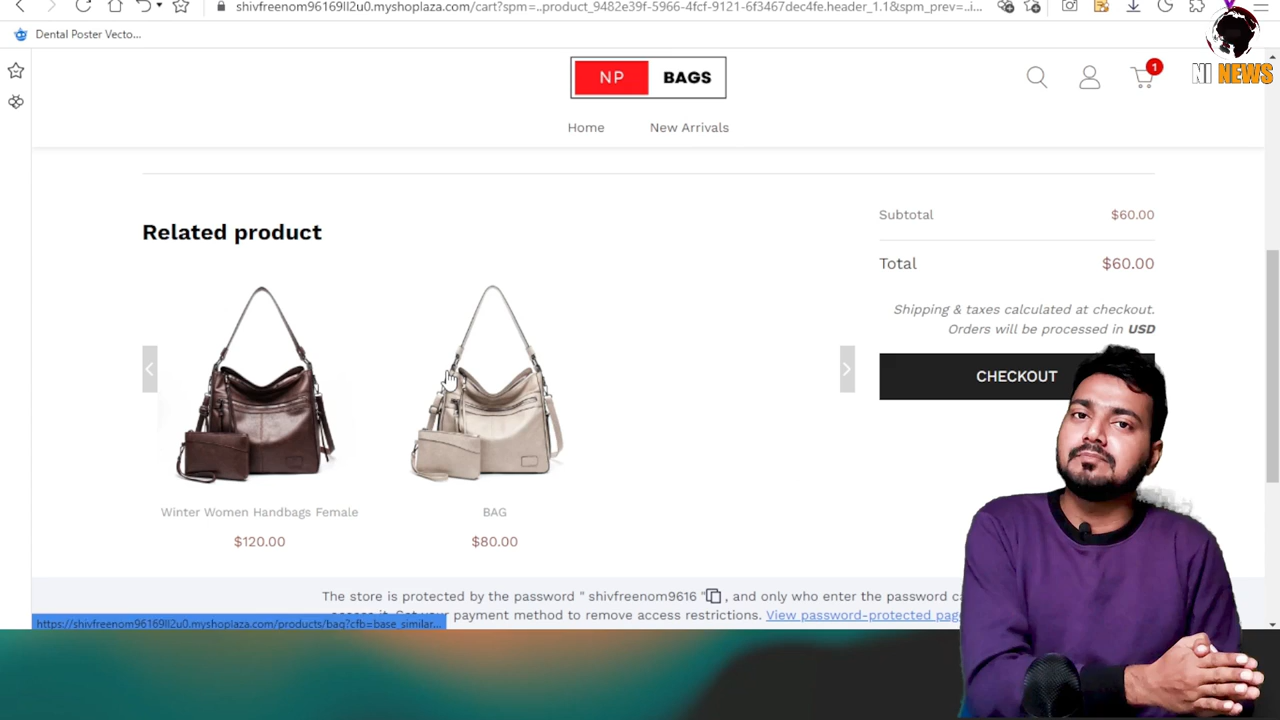 shivfreenom96169ll2u0.myshoplaza.com/cart?spm=..product_9482e39f-5966-4fcf-9121-6f3467dec4fe.header_1.1&spm_prev=..i...
Dental Poster Vecto...
NI NEWS
NP BAGS
1
Home New Arrivals
Subtotal $60.00
Related product
Total $60.00
Shipping & taxes calculated at checkout.
Orders will be processed in USD
CHECKOUT
Winter Women Handbags Female
$120.00
BAG
$80.00
The store is protected by the password " shivfreenom9616 " , and only who enter the password
payment method to remove access restrictions. View password-protected page
https://shivfreenom96169ll2u0.myshoplaza.com/products/bag?cfb=base_similar...